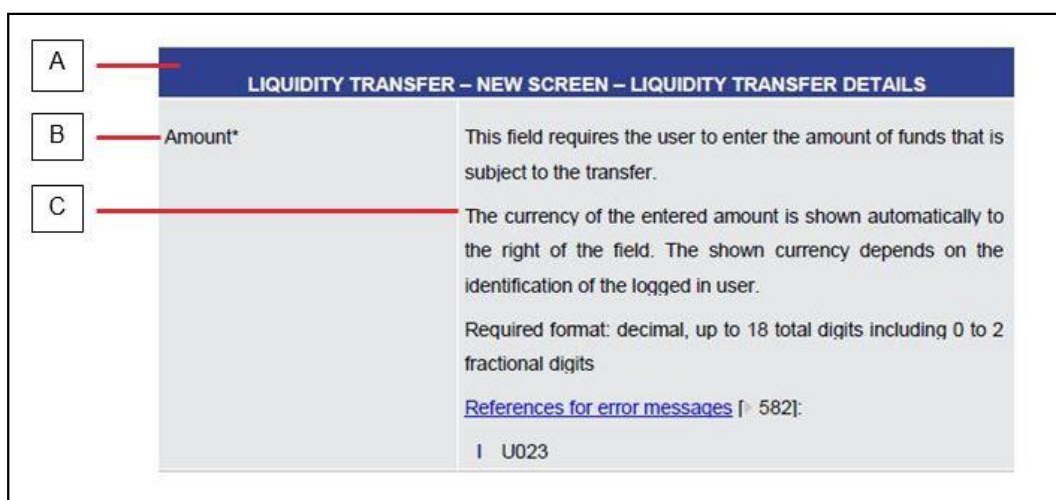 A
LIQUIDITY TRANSFER – NEW SCREEN – LIQUIDITY TRANSFER DETAILS
B
Amount*
This field requires the user to enter the amount of funds that is
subject to the transfer.
C
The currency of the entered amount is shown automatically to
the right of the field. The shown currency depends on the
identification of the logged in user.
Required format: decimal, up to 18 total digits including 0 to 2
fractional digits
References for error messages [▹ 582]:
I U023